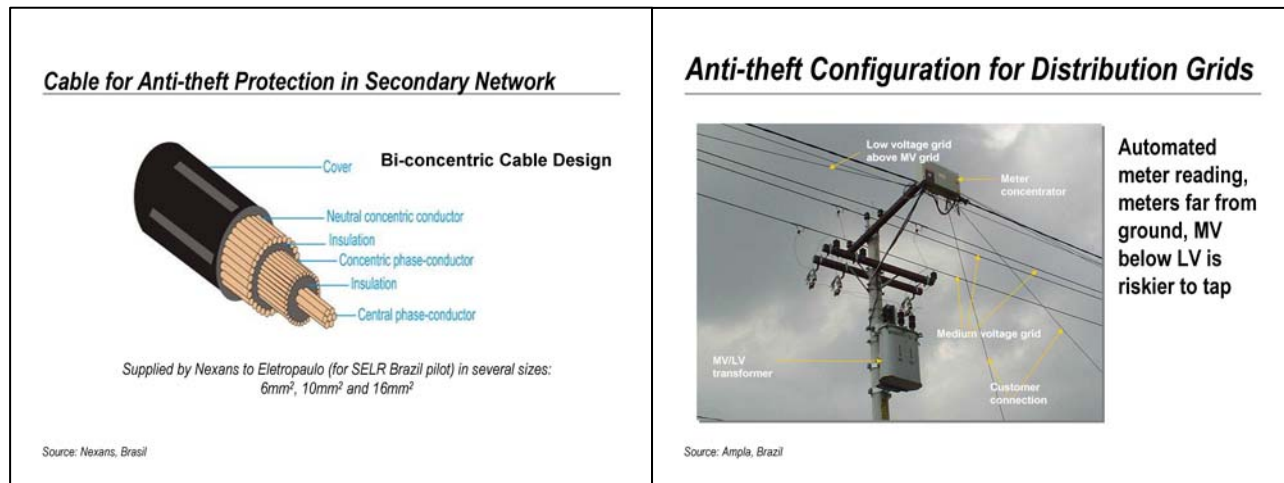 Cable for Anti-theft Protection in Secondary Network
Bi-concentric Cable Design
Cover
Neutral concentric conductor
Insulation
Concentric phase-conductor
Insulation
Central phase-conductor
Supplied by Nexans to Eletropaulo (for SELR Brazil pilot) in several sizes:
6mm², 10mm² and 16mm²
Source: Nexans, Brasil
Anti-theft Configuration for Distribution Grids
Low voltage grid
above MV grid
Meter
concentrator
Medium voltage grid
MV/LV
transformer
Customer
connection
Automated
meter reading,
meters far from
ground, MV
below LV is
riskier to tap
Source: Ampla, Brazil